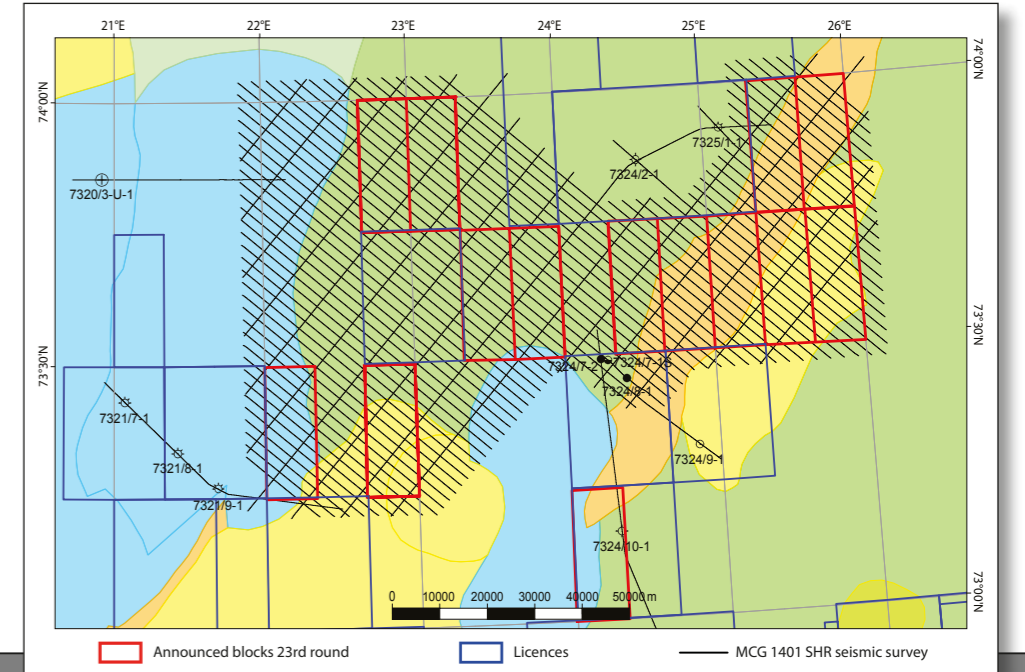 21°E 22°E 23°E 24°E 25°E 26°E
74°00'N
74°00'N
7325/1-1
7324/2-1
7320/3-U-1
73°30'N
73°30'N
7324/7-2 7324/7-1S
7324/8-1
7321/7-1
7324/9-1
7321/8-1
7321/9-1
7324/10-1
73°00'N
0 10000 20000 30000 40000 50000 m
Announced blocks 23rd round Licences MCG 1401 SHR seismic survey